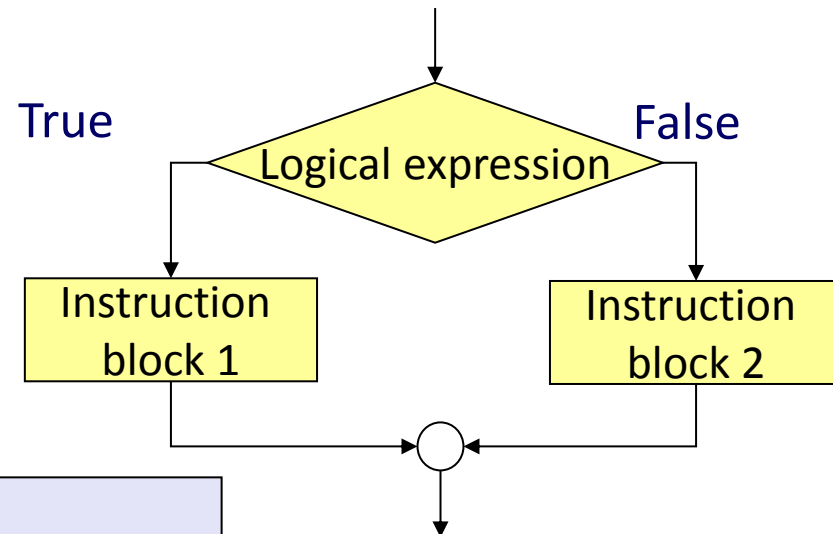 True
False
Logical expression
Instruction
block 1
Instruction
block 2